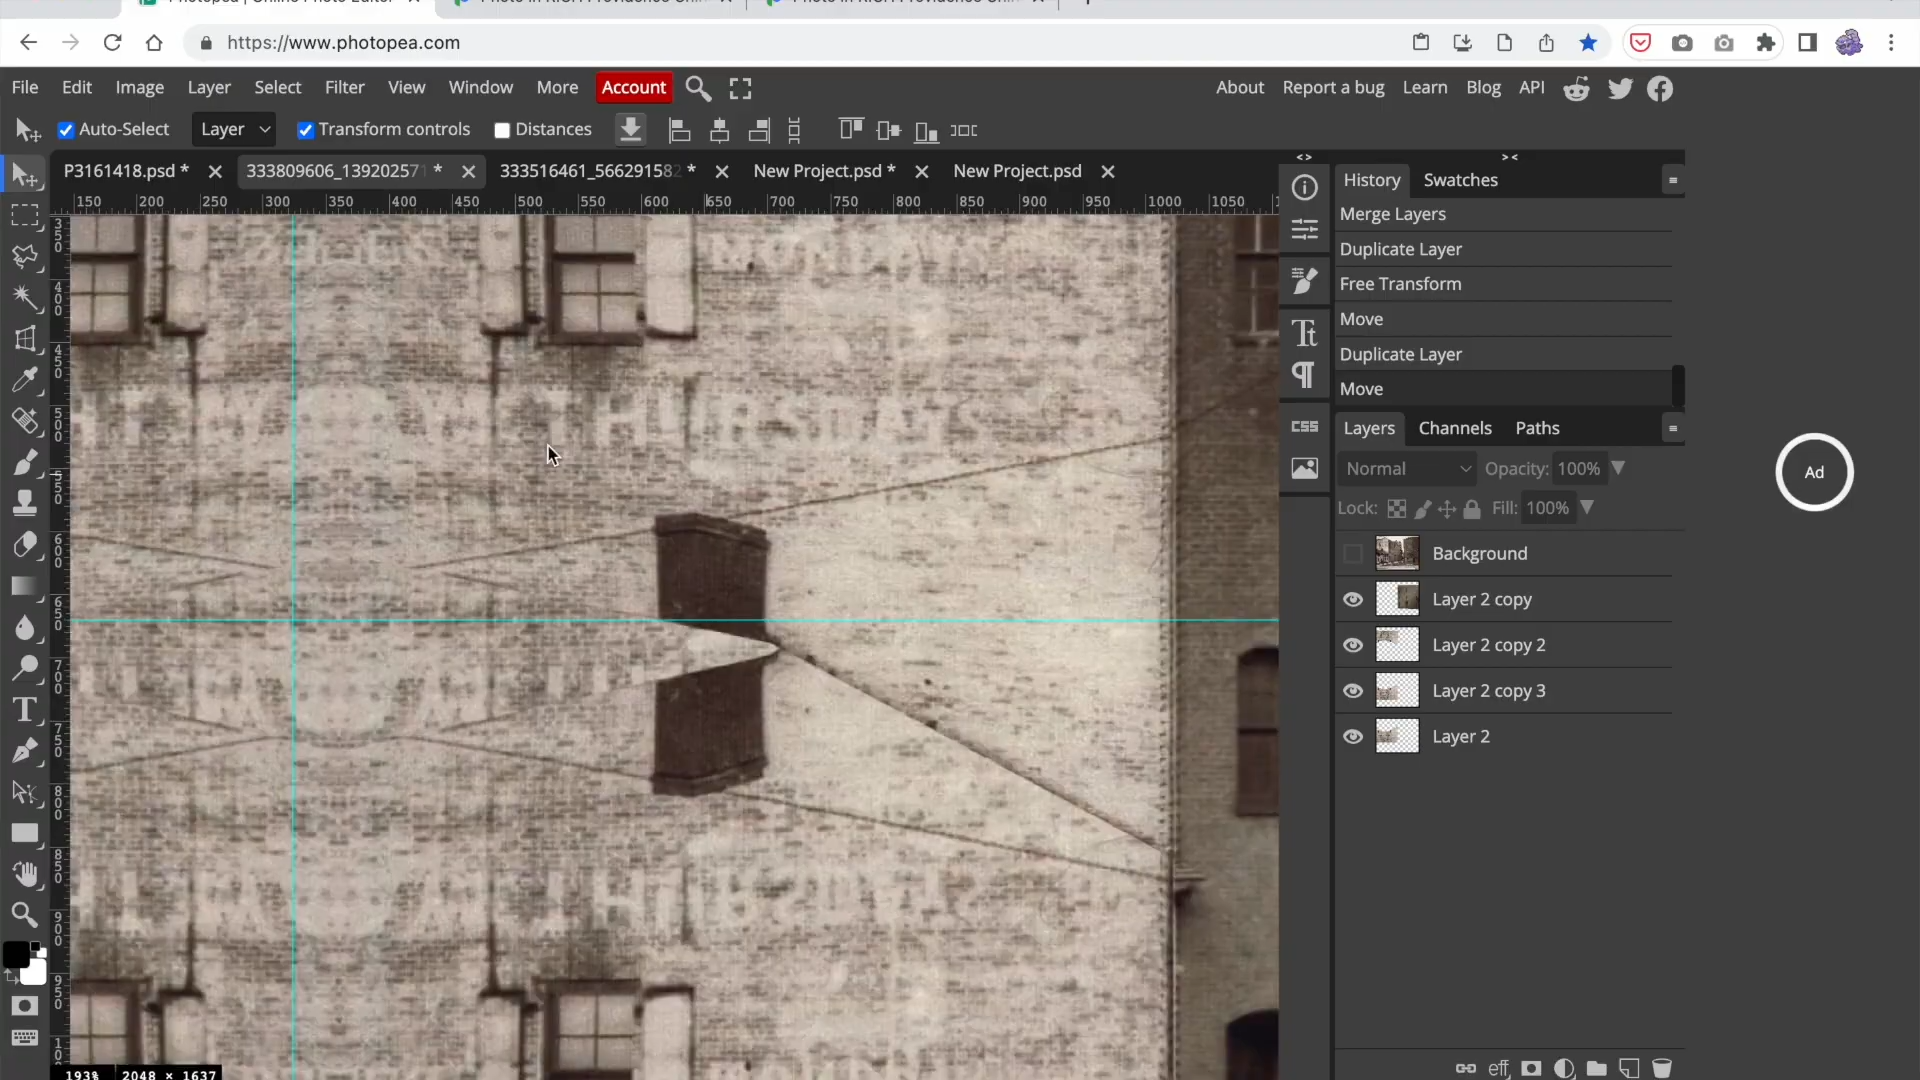 https://www.photopea.com
File Edit Image Layer Select Filter View Window More Account About Report a bug Learn Blog API
Auto-Select Layer Transform controls Distances
P3161418.psd * 333809606_139202571 * 333516461_566291582 * New Project.psd * New Project.psd
150 200 250 300 350 400 450 500 550 600 650 700 750 800 850 900 950 1000 1050
History Swatches
Merge Layers
Duplicate Layer
Free Transform
Move
Duplicate Layer
Move
CSS
Layers Channels Paths
Normal Opacity: 100%
Lock: Fill: 100%
Background
Layer 2 copy
Layer 2 copy 2
Layer 2 copy 3
Layer 2
Ad
eff
193% 2048 × 1637